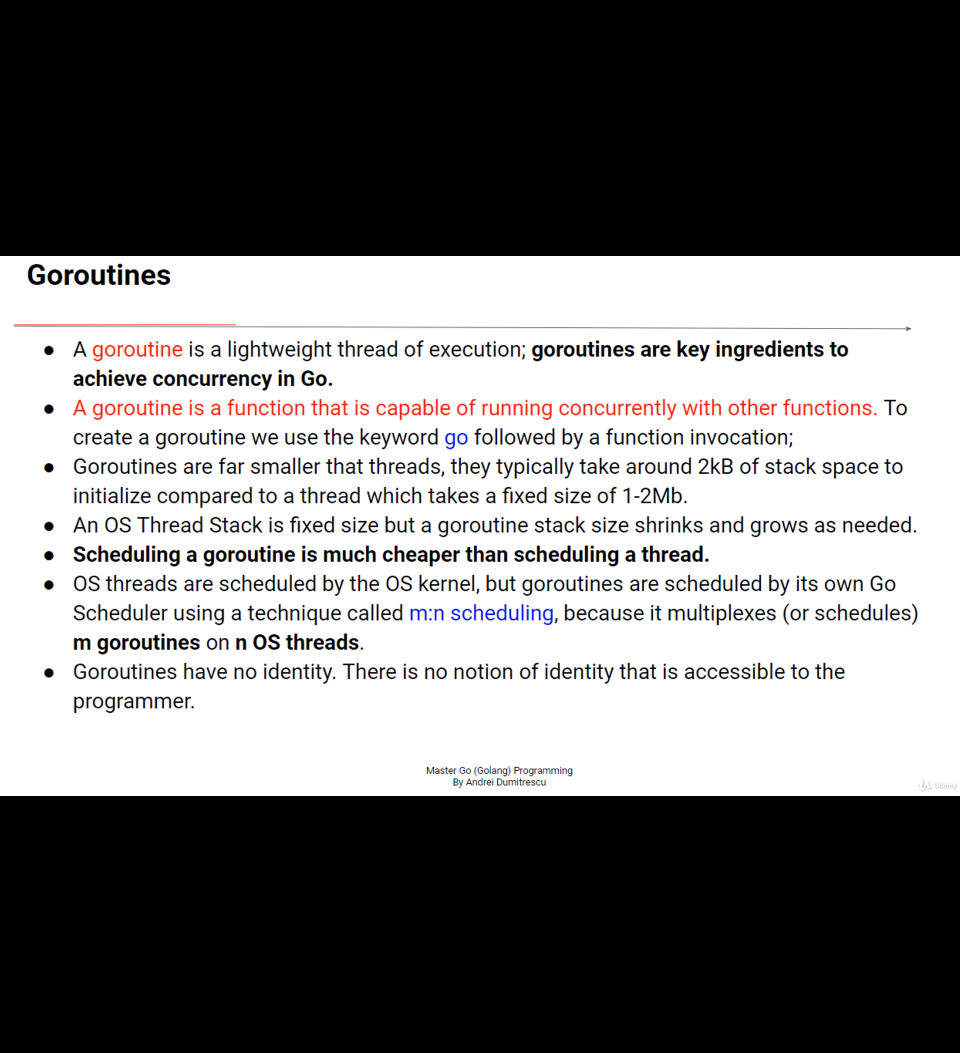 Goroutines
● A goroutine is a lightweight thread of execution; goroutines are key ingredients to
achieve concurrency in Go.
● A goroutine is a function that is capable of running concurrently with other functions. To
create a goroutine we use the keyword go followed by a function invocation;
● Goroutines are far smaller that threads, they typically take around 2kB of stack space to
initialize compared to a thread which takes a fixed size of 1-2Mb.
● An OS Thread Stack is fixed size but a goroutine stack size shrinks and grows as needed.
● Scheduling a goroutine is much cheaper than scheduling a thread.
● OS threads are scheduled by the OS kernel, but goroutines are scheduled by its own Go
Scheduler using a technique called m:n scheduling, because it multiplexes (or schedules)
m goroutines on n OS threads.
● Goroutines have no identity. There is no notion of identity that is accessible to the
programmer.
Master Go (Golang) Programming
By Andrei Dumitrescu
Udemy